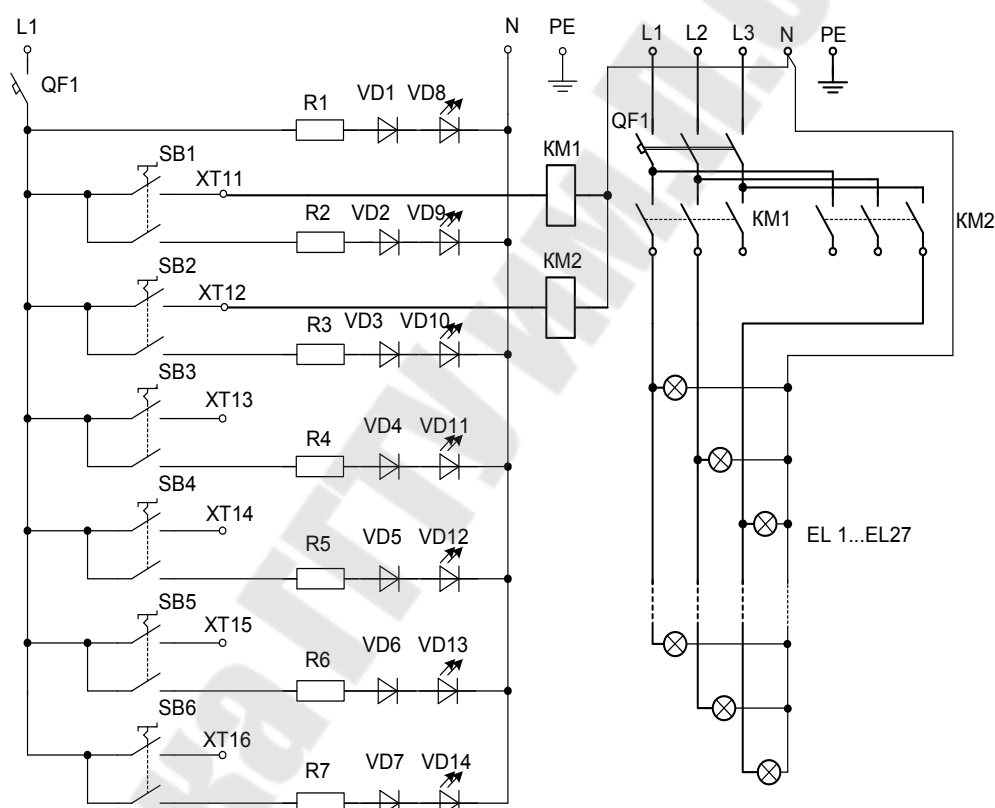 L1
N
PE
L1
L2
L3
N
PE
QF1
R1
VD1
VD8
QF1
SB1
XT11
KM1
R2
VD2
VD9
KM1
KM2
SB2
XT12
KM2
R3
VD3
VD10
SB3
XT13
R4
VD4
VD11
SB4
XT14
R5
VD5
VD12
EL 1...EL27
SB5
XT15
R6
VD6
VD13
SB6
XT16
R7
VD7
VD14